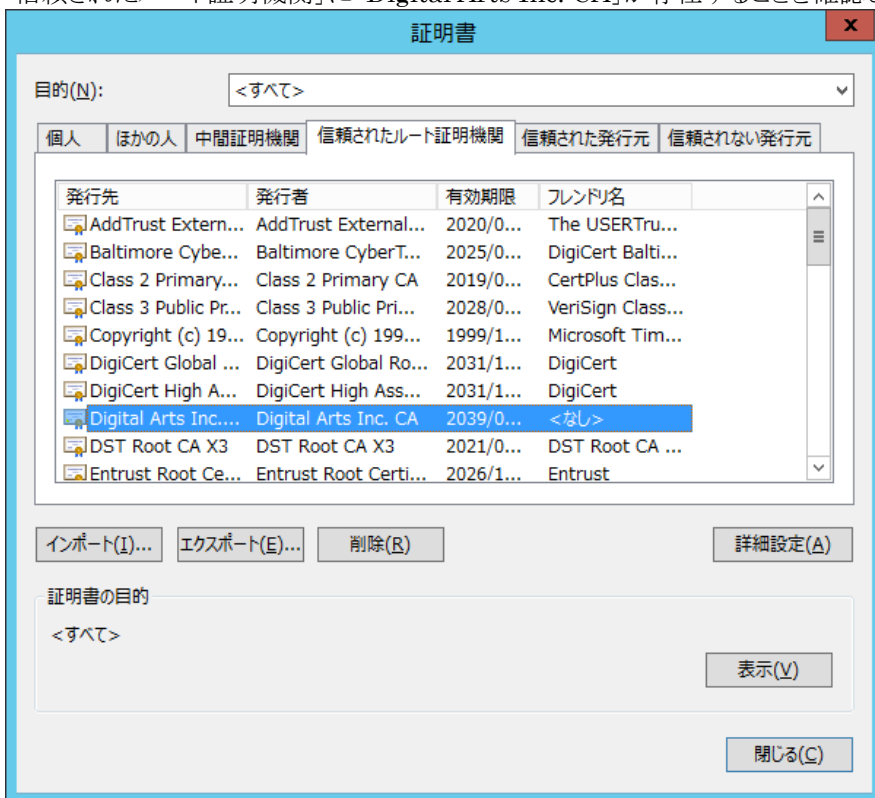 証明書
x
目的(N): <すべて>
個人 ほかの人 中間証明機関 信頼されたルート証明機関 信頼された発行元 信頼されない発行元
発行先 発行者 有効期限 フレンドリ名
AddTrust Extern... AddTrust External... 2020/0... The USERTru...
Baltimore Cybe... Baltimore CyberT... 2025/0... DigiCert Balti...
Class 2 Primary... Class 2 Primary CA 2019/0... CertPlus Clas...
Class 3 Public Pr... Class 3 Public Pri... 2028/0... VeriSign Class...
Copyright (c) 19... Copyright (c) 199... 1999/1... Microsoft Tim...
DigiCert Global ... DigiCert Global Ro... 2031/1... DigiCert
DigiCert High A... DigiCert High Ass... 2031/1... DigiCert
Digital Arts Inc.... Digital Arts Inc. CA 2039/0... <なし>
DST Root CA X3 DST Root CA X3 2021/0... DST Root CA ...
Entrust Root Ce... Entrust Root Certi... 2026/1... Entrust
インポート(I)... エクスポート(E)... 削除(R) 詳細設定(A)
証明書の目的
<すべて>
表示(V)
閉じる(C)